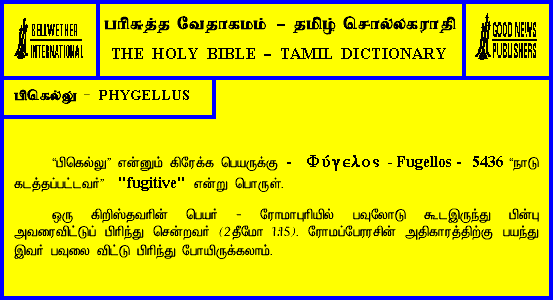 BELLWETHER
INTERNATIONAL
பரிசுத்த வேதாகமம் – தமிழ் சொல்லகராதி
THE HOLY BIBLE – TAMIL DICTIONARY
GOOD NEWS
PUBLISHERS
பிகெல்லு – PHYGELLUS
“பிகெல்லு” என்னும் கிரேக்க பெயருக்கு - Φύγελος - Fugellos - 5436 “நாடு
கடத்தப்பட்டவர்” "fugitive" என்று பொருள்.
ஒரு கிறிஸ்தவரின் பெயர் – ரோமாபுரியில் பவுலோடு கூடஇருந்து பின்பு
அவரைவிட்டுப் பிரிந்து சென்றவர் (2தீமோ 1:15). ரோமப்பேரரசின் அதிகாரத்திற்கு பயந்து
இவர் பவுலை விட்டு பிரிந்து போயிருக்கலாம்.